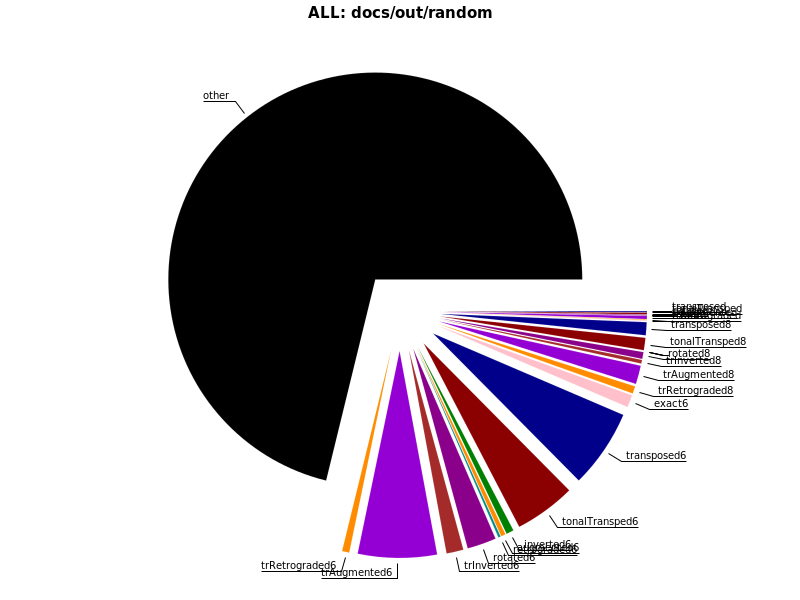 ALL: docs/out/random
other
transposed8
tonalTransped8
rotated8
trInverted8
trAugmented8
trRetrograded8
exact6
transposed6
tonalTransped6
inverted6
rotated6
trInverted6
trAugmented6
trRetrograded6